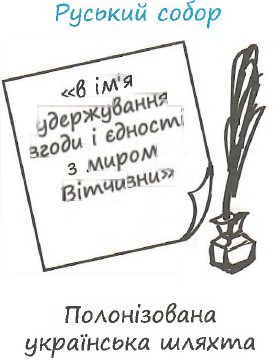 Руський собор
«в ім'я
удержування
згоди і єдності
з миром
Вітчизни»
Полонізована
українська шляхта